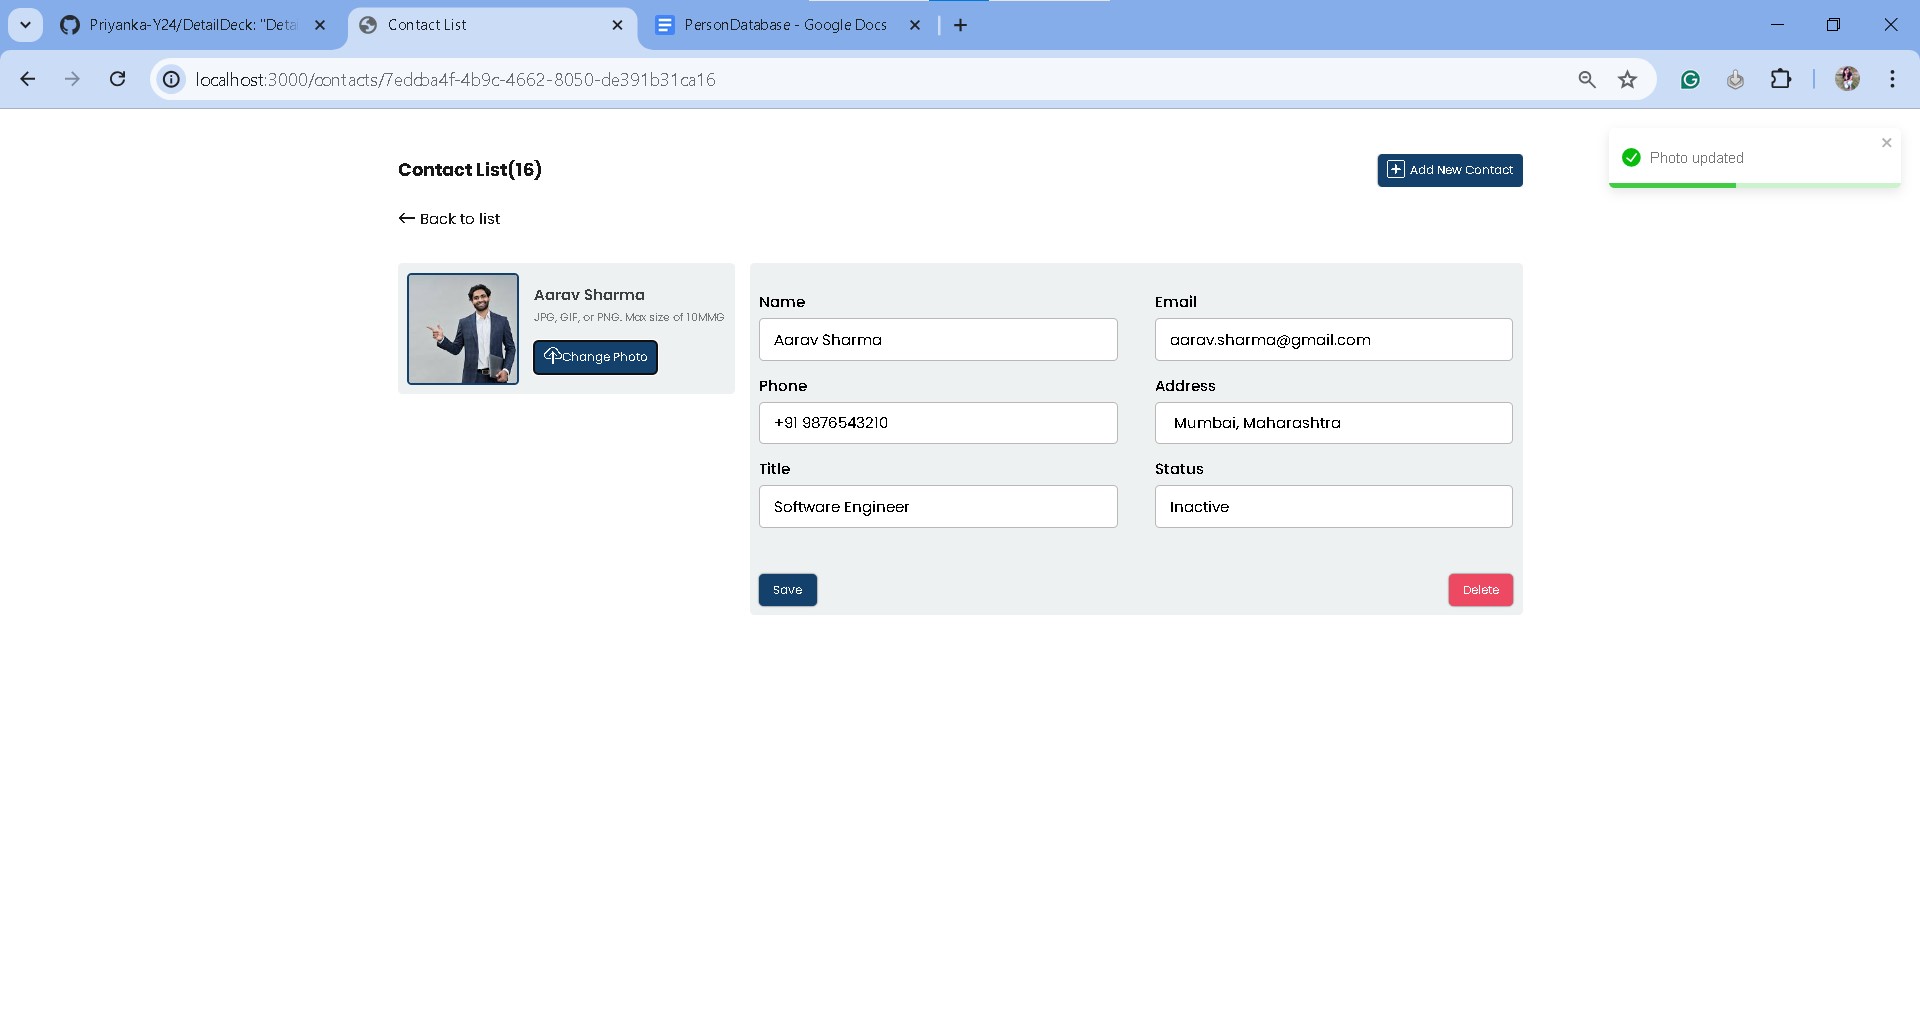 Priyanka-Y24/DetailDeck: "Deta
Contact List
PersonDatabase - Google Docs
localhost:3000/contacts/7edcba4f-4b9c-4662-8050-de391b31ca16
Contact List(16)
Add New Contact
Photo updated
Back to list
Aarav Sharma
JPG, GIF, or PNG. Max size of 10MMG
Change Photo
Name
Aarav Sharma
Email
aarav.sharma@gmail.com
Phone
+91 9876543210
Address
Mumbai, Maharashtra
Title
Software Engineer
Status
Inactive
Save
Delete